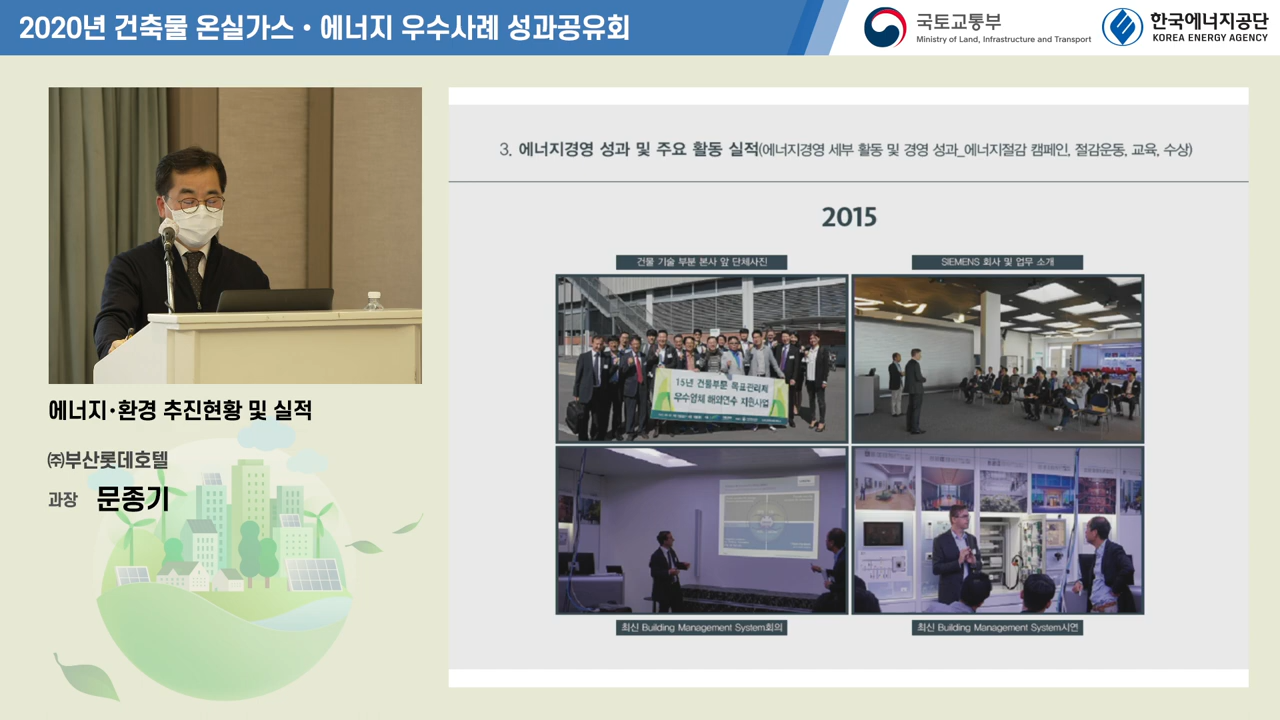 2020년 건축물 온실가스 · 에너지 우수사례 성과공유회
국토교통부
Ministry of Land, Infrastructure and Transport
한국에너지공단
KOREA ENERGY AGENCY
에너지·환경 추진현황 및 실적
㈜부산롯데호텔
과장 문종기
3. 에너지경영 성과 및 주요 활동 실적(에너지경영 세부 활동 및 경영 성과_에너지절감 캠페인, 절감운동, 교육, 수상)
2015
건물 기술 부분 본사 앞 단체사진
SIEMENS 회사 및 업무 소개
15년 건물부문 목표관리제
우수업체 해외연수 지원사업
최신 Building Management System회의
최신 Building Management System시연